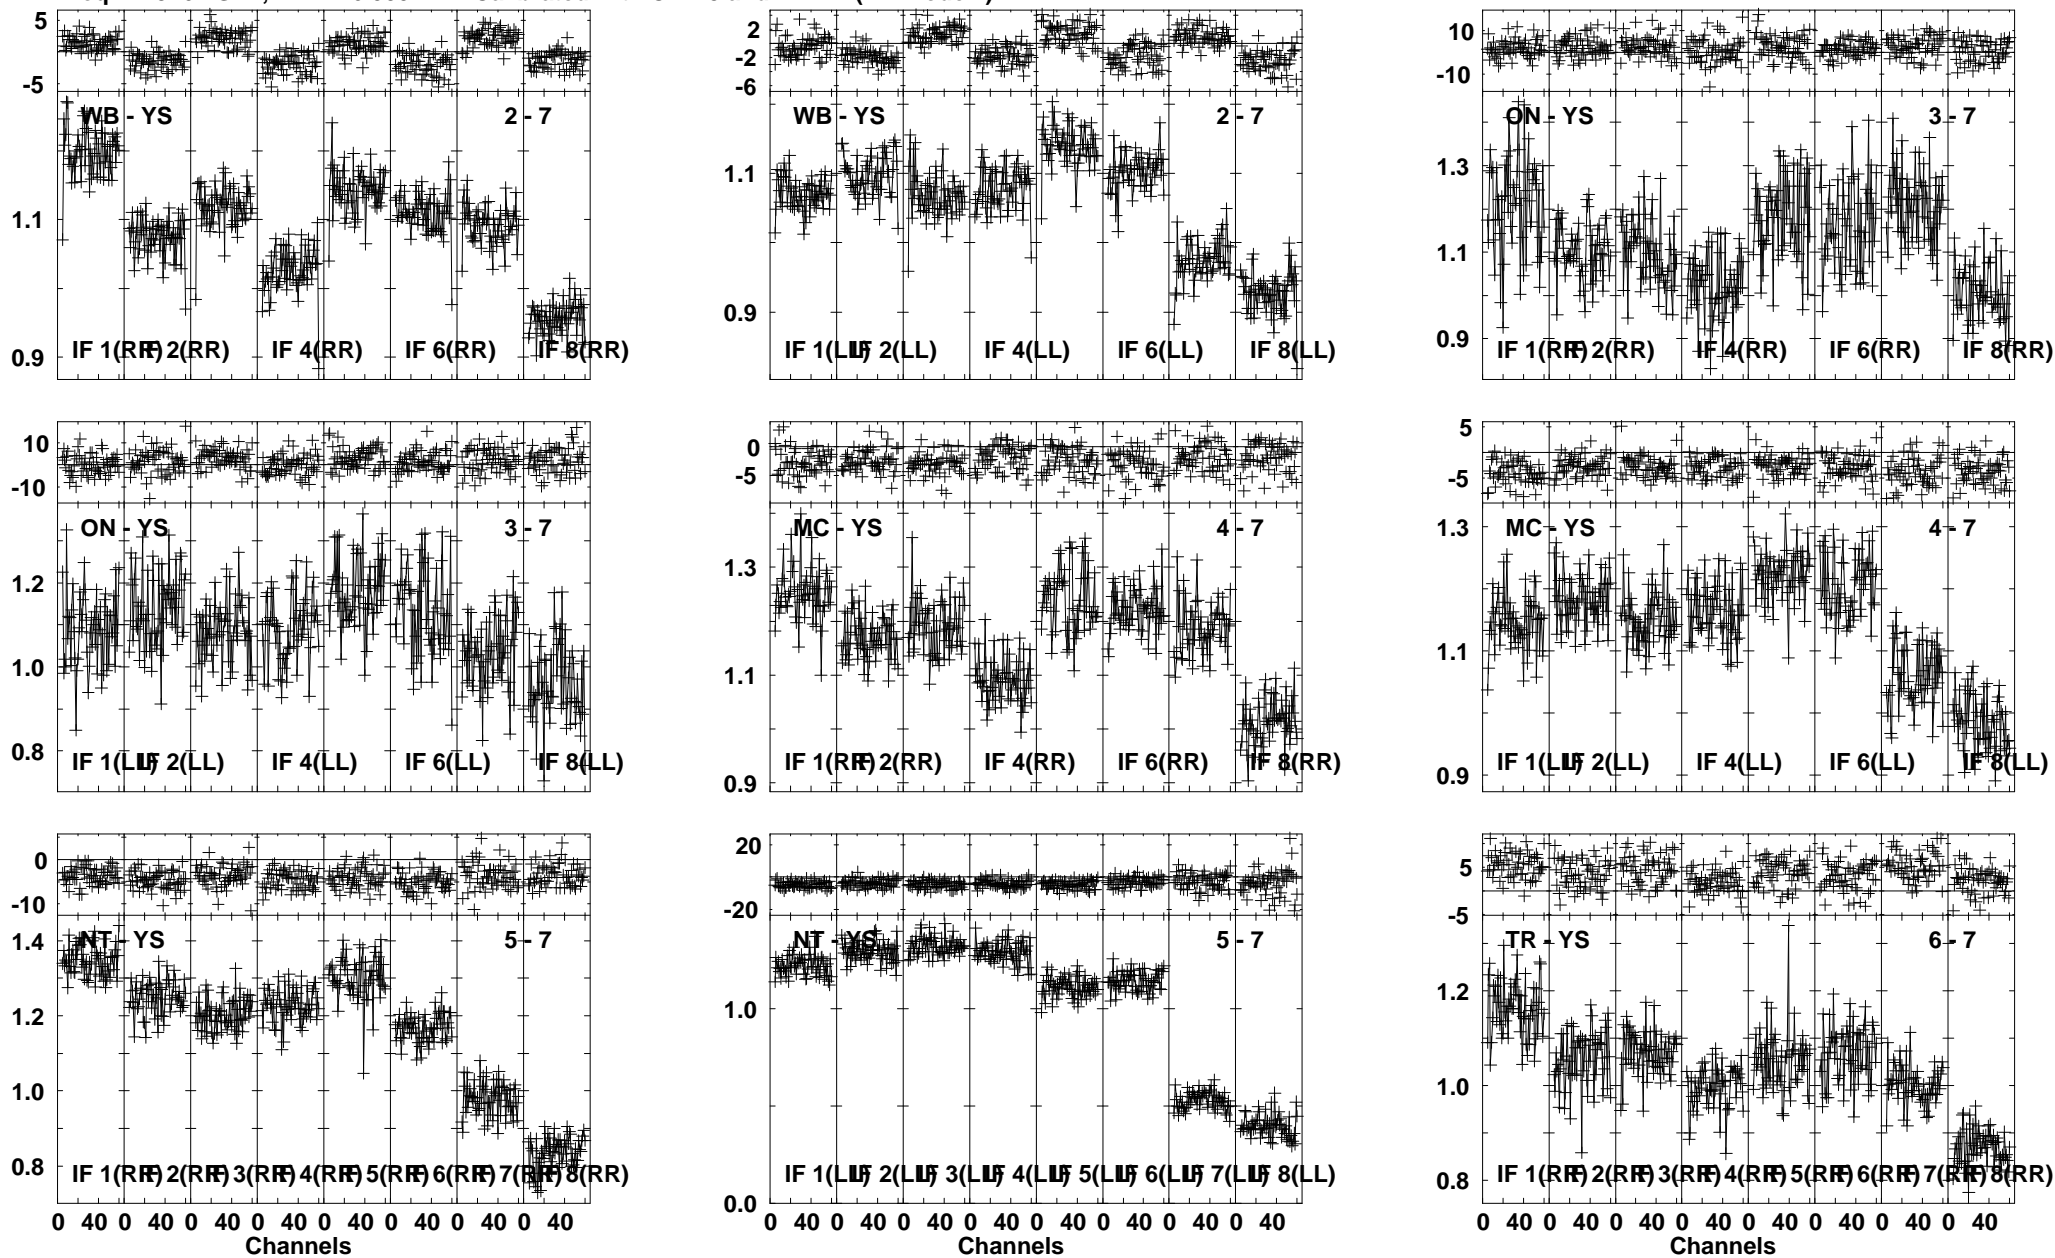 5
-5
WB - YS 2 - 7
1.1
0.9
IF 1(RR) IF 2(RR) IF 4(RR) IF 6(RR) IF 8(RR)
2
-2
-6
WB - YS 2 - 7
1.1
0.9
IF 1(LL) IF 2(LL) IF 4(LL) IF 6(LL) IF 8(LL)
10
-10
ON - YS 3 - 7
1.3
1.1
0.9
IF 1(RR) IF 2(RR) IF 4(RR) IF 6(RR) IF 8(RR)
10
-10
ON - YS 3 - 7
1.2
1.0
0.8
IF 1(LL) IF 2(LL) IF 4(LL) IF 6(LL) IF 8(LL)
0
-5
MC - YS 4 - 7
1.3
1.1
0.9
IF 1(RR) IF 2(RR) IF 4(RR) IF 6(RR) IF 8(RR)
5
-5
MC - YS 4 - 7
1.3
1.1
0.9
IF 1(LL) IF 2(LL) IF 4(LL) IF 6(LL) IF 8(LL)
0
-10
NT - YS 5 - 7
1.4
1.2
1.0
0.8
IF 1(RR) IF 2(RR) IF 3(RR) IF 4(RR) IF 5(RR) IF 6(RR) IF 7(RR) IF 8(RR)
0 40 0 40 0 40 0 40 0 40 0 40 0 40 0 40
Channels
20
-20
NT - YS 5 - 7
1.0
0.0
IF 1(LL) IF 2(LL) IF 3(LL) IF 4(LL) IF 5(LL) IF 6(LL) IF 7(LL) IF 8(LL)
0 40 0 40 0 40 0 40 0 40 0 40 0 40 0 40
Channels
5
-5
TR - YS 6 - 7
1.2
1.0
0.8
IF 1(RR) IF 2(RR) IF 3(RR) IF 4(RR) IF 5(RR) IF 6(RR) IF 7(RR) IF 8(RR)
0 40 0 40 0 40 0 40 0 40 0 40 0 40 0 40
Channels